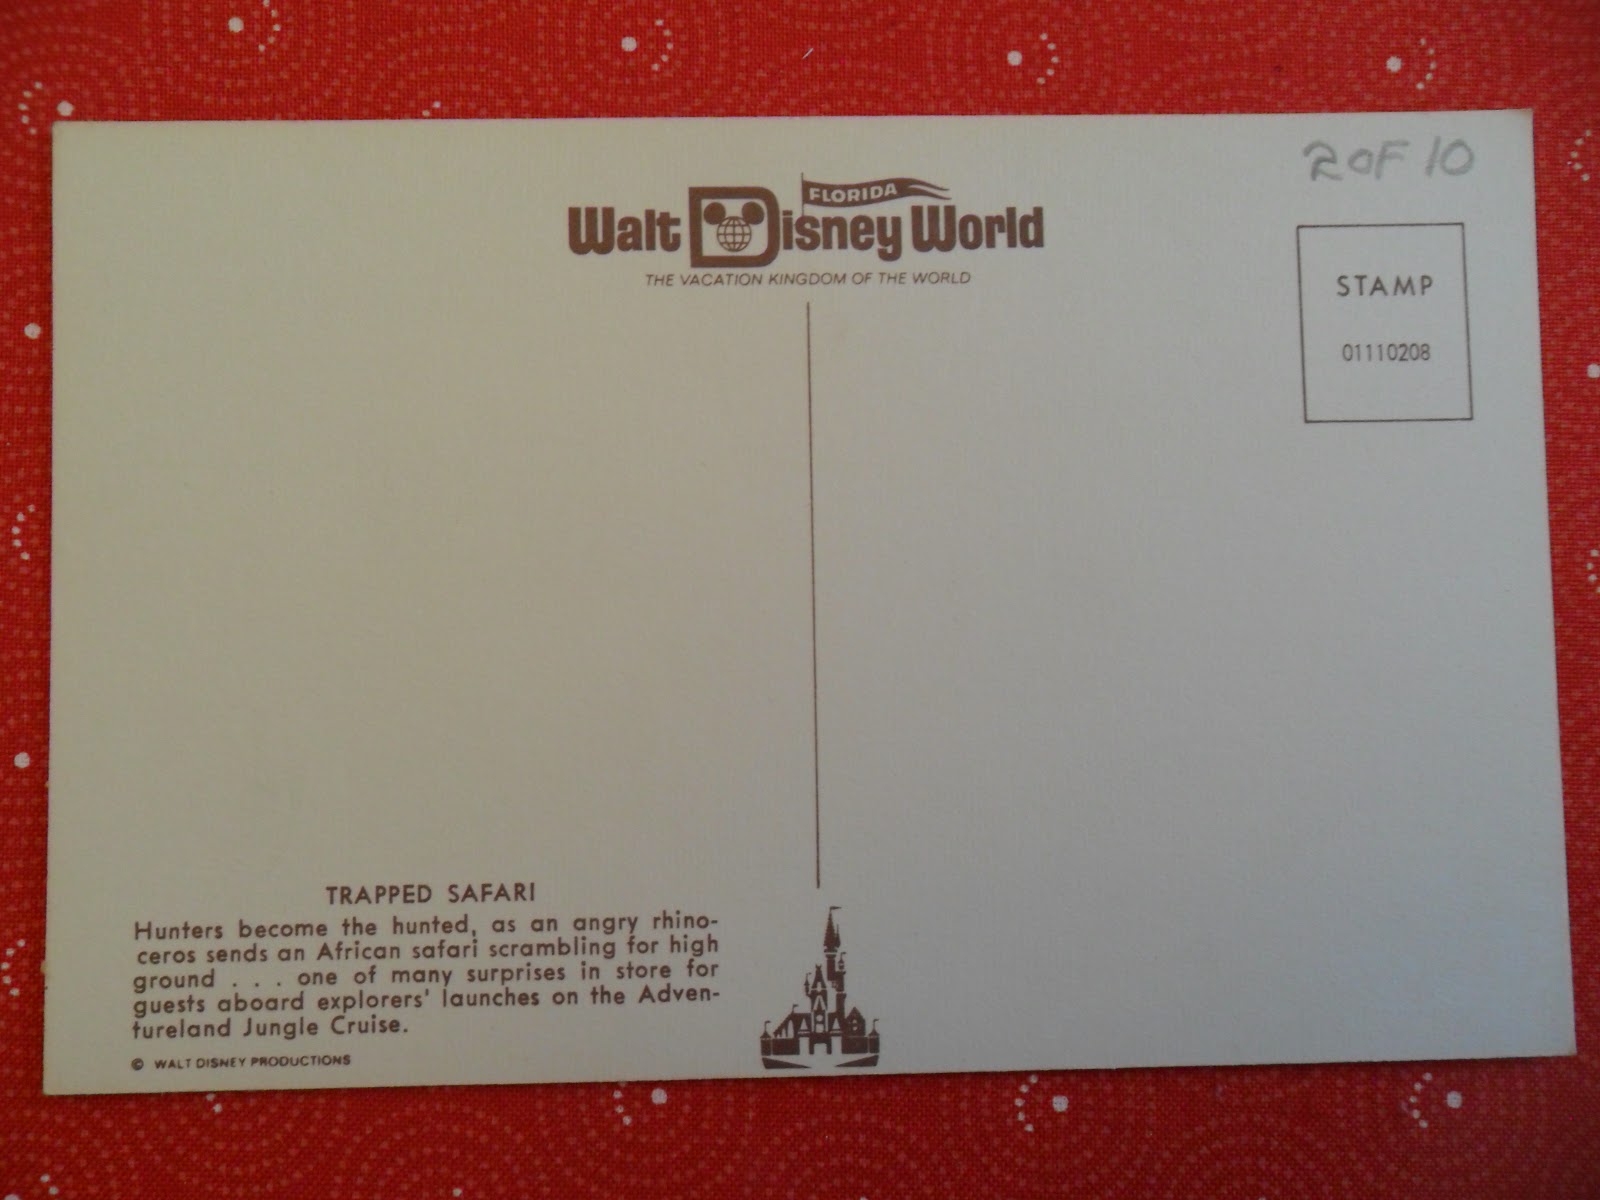 2 OF 10
FLORIDA
Walt Disney World
THE VACATION KINGDOM OF THE WORLD
STAMP
01110208
TRAPPED SAFARI
Hunters become the hunted, as an angry rhino-
ceros sends an African safari scrambling for high
ground . . . one of many surprises in store for
guests aboard explorers' launches on the Adven-
tureland Jungle Cruise.
© WALT DISNEY PRODUCTIONS